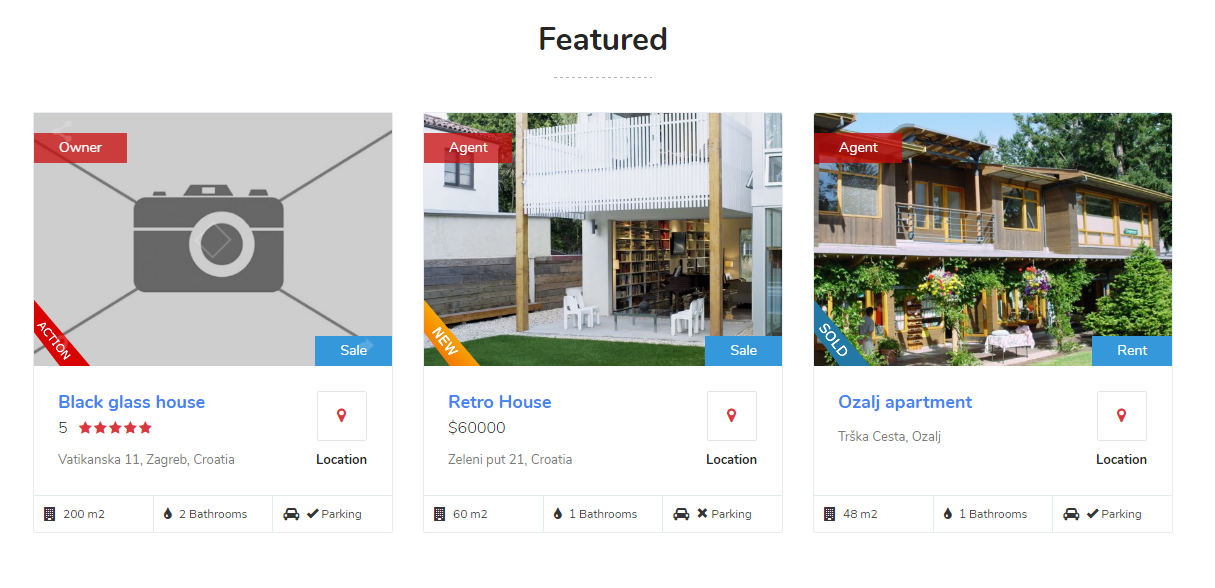 Featured
Owner
ACTION
Sale
Black glass house
5
Vatikanska 11, Zagreb, Croatia
Location
200 m2
2 Bathrooms
Parking
Agent
NEW
Sale
Retro House
$60000
Zeleni put 21, Croatia
Location
60 m2
1 Bathrooms
Parking
Agent
SOLD
Rent
Ozalj apartment
Trška Cesta, Ozalj
Location
48 m2
1 Bathrooms
Parking